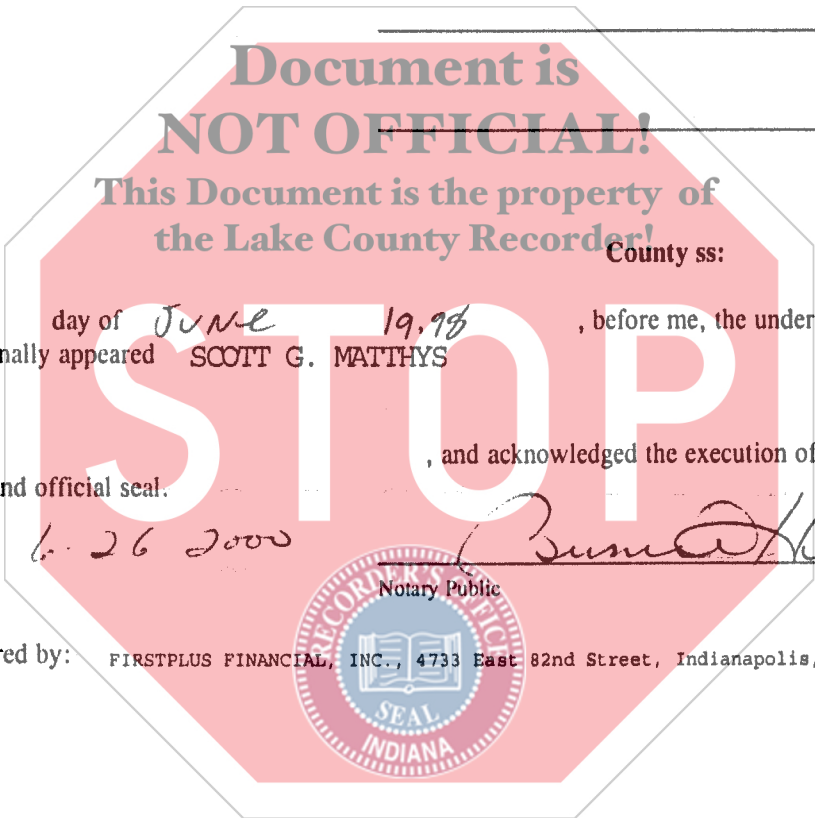 Document is
NOT OFFICIAL!
This Document is the property of
the Lake County Recorder!
County ss:
day of JUNE 19,98 , before me, the under
nally appeared SCOTT G. MATTHYS
STOP
, and acknowledged the execution of
nd official seal.
6-26 2000
Notary Public
RECORDER'S OFFICE
SEAL
INDIANA
red by: FIRSTPLUS FINANCIAL, INC., 4733 East 82nd Street, Indianapolis,